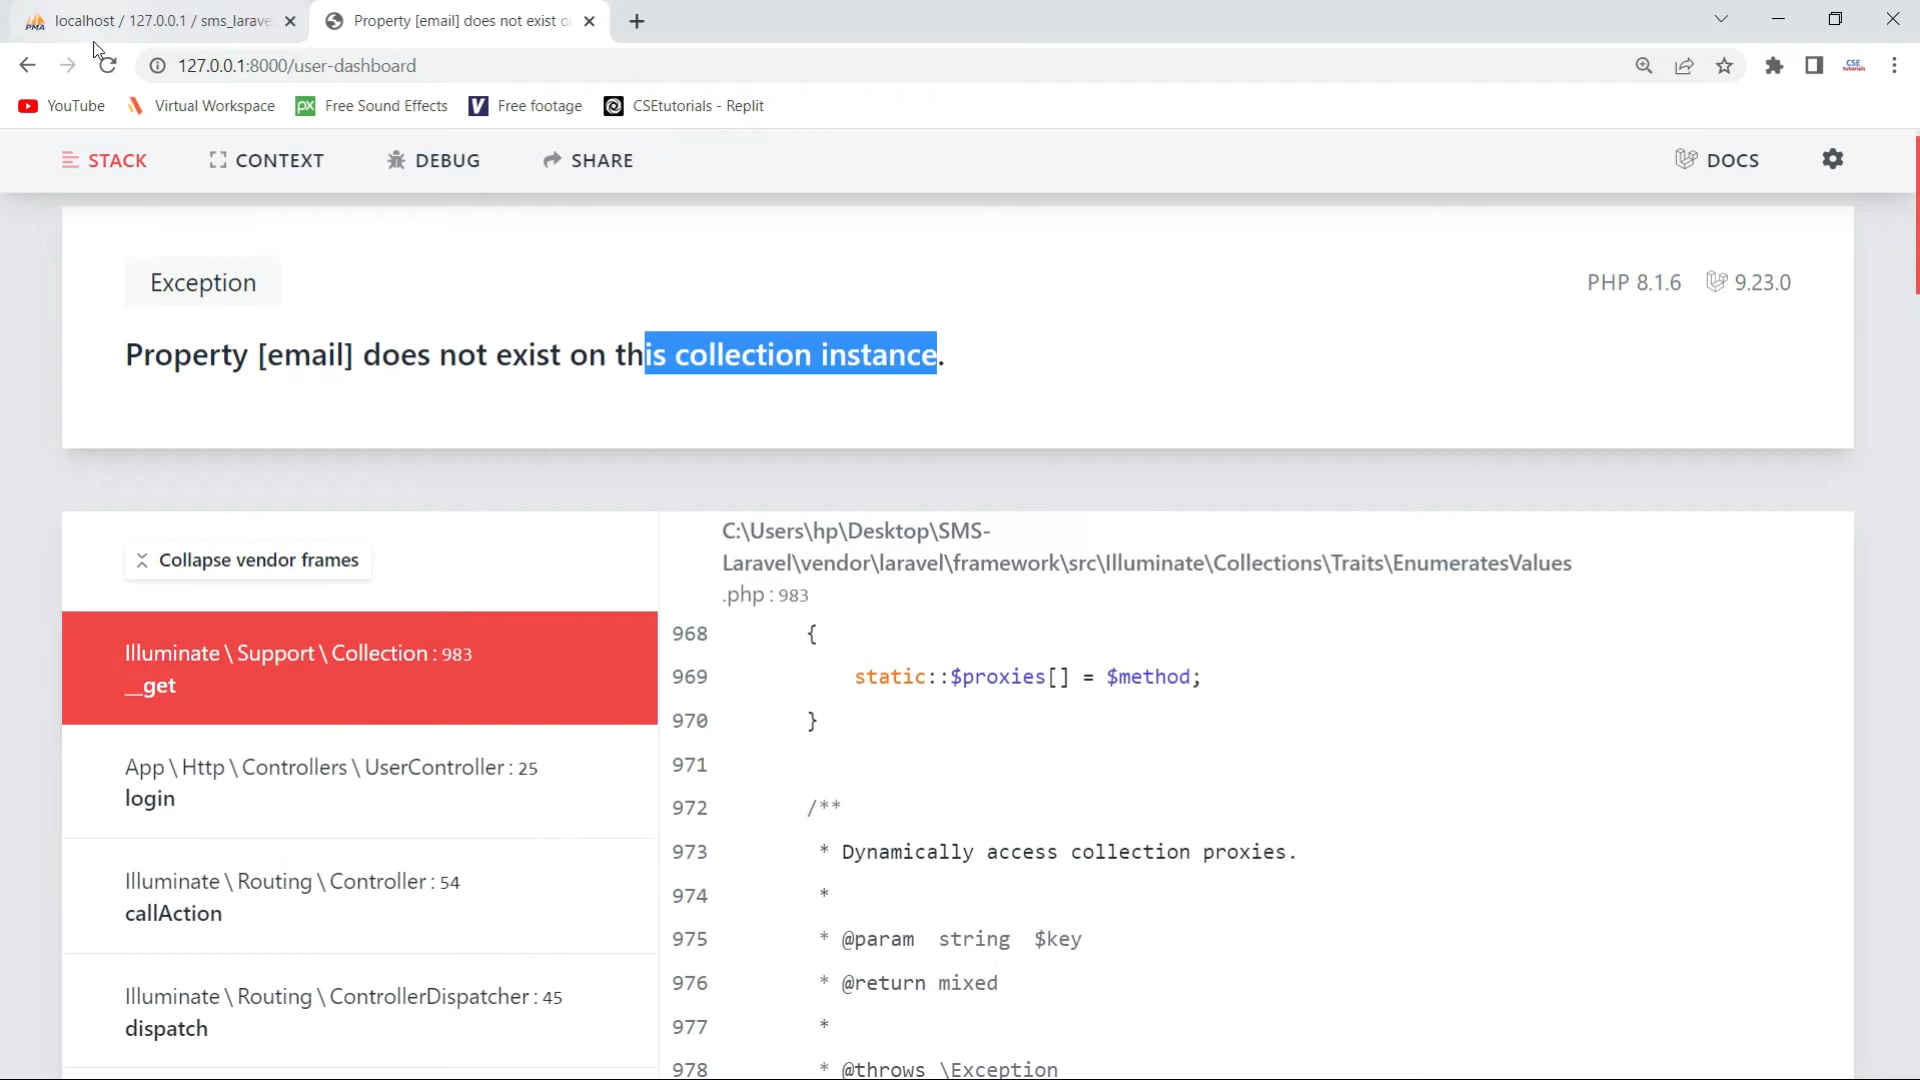 localhost / 127.0.0.1 / sms_larave
Property [email] does not exist o
127.0.0.1:8000/user-dashboard
YouTube Virtual Workspace Free Sound Effects Free footage CSEtutorials - Replit
STACK CONTEXT DEBUG SHARE DOCS
Exception
PHP 8.1.6 9.23.0
Property [email] does not exist on this collection instance.
Collapse vendor frames
Illuminate \ Support \ Collection : 983
__get
App \ Http \ Controllers \ UserController : 25
login
Illuminate \ Routing \ Controller : 54
callAction
Illuminate \ Routing \ ControllerDispatcher : 45
dispatch
C:\Users\hp\Desktop\SMS-
Laravel\vendor\laravel\framework\src\Illuminate\Collections\Traits\EnumeratesValues
.php : 983
968 {
969 static::$proxies[] = $method;
970 }
971
972 /**
973 * Dynamically access collection proxies.
974 *
975 * @param string $key
976 * @return mixed
977 *
978 * @throws \Exception